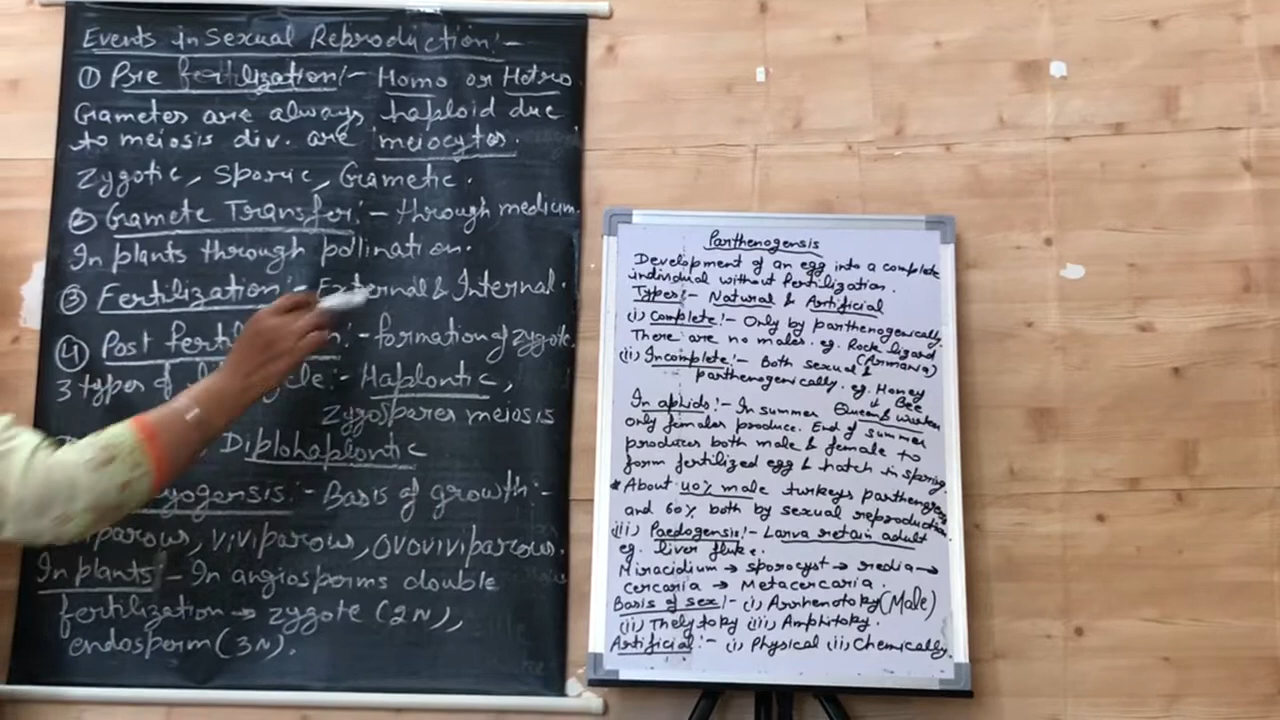 Events in Sexual Reproduction:-
① Pre fertilization:- Homo or Hetro
Gametes are always haploid due
to meiosis div. are meiocytes.
Zygotic, Sporic, Gametic.
② Gamete Transfer:- through medium.
In plants through pollination.
③ Fertilization:- External & Internal.
④ Post :- formation of zygote.
3 types of :- Haplontic,
Zygospores meiosis
Diplohaplontic
:- Basis of growth:-
viviparous, ovoviviparous.
In plants:- In angiosperms double
fertilization → zygote (2N),
endosperm (3N).
Parthenogensis
Development of an egg into a complete
individual without fertilization.
Types:- Natural & Artificial
(i) Complete:- Only by parthenogenically.
There are no males. eg. Rock lizard
(ii) Incomplete:- Both sexual & (Armania)
parthenogenically. eg. Honey
Bee
In aphids:- In summer Queen & worker
only females produce. End of summer
produces both male & female to
form fertilized egg & hatch in spring.
* About 40% male turkeys
and 60% both by sexual reproduction.
(iii) Paedogensis:- Larva retain adult
eg. liver fluke.
Miracidium → sporocyst → redia →
cercaria → Metacercaria.
Basis of sex:- (i) Arrhenotoky (Male)
(ii) Thelytoky (iii) Amphitoky.
Artificial:- (i) Physical (ii) Chemically.